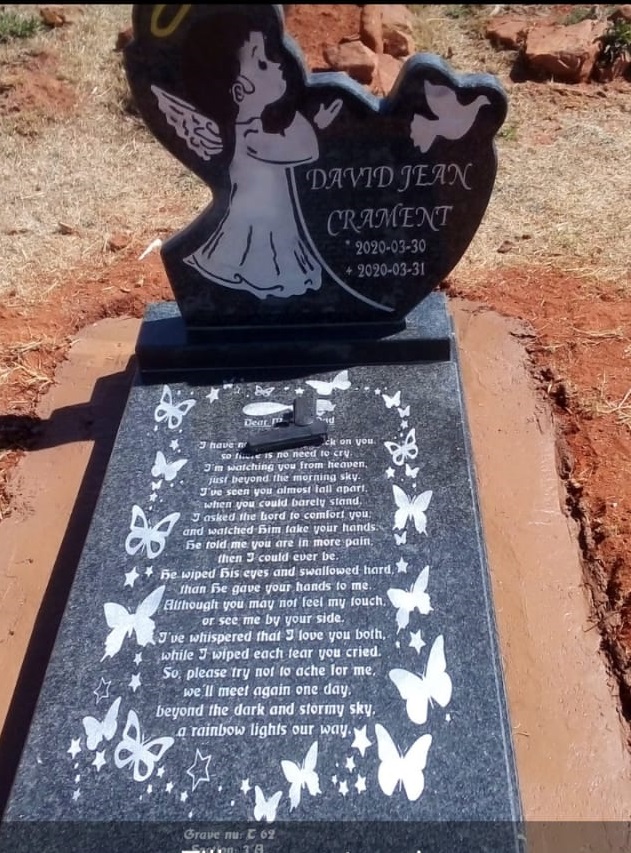 DAVID JEAN
CRAMENT
* 2020-03-30
+ 2020-03-31
Dear
I have on you.
so there is no need to cry.
I'm watching you from heaven,
just beyond the morning sky.
I've seen you almost fall apart,
when you could barely stand.
I asked the Lord to comfort you,
and watched Him take your hands.
He told me you are in more pain,
then I could ever be.
He wiped His eyes and swallowed hard,
than He gave your hands to me.
Although you may not feel my touch,
or see me by your side.
I've whispered that I love you both,
while I wiped each tear you cried.
So, please try not to ache for me,
we'll meet again one day,
beyond the dark and stormy sky,
a rainbow lights our way.
Grave nu: C 62